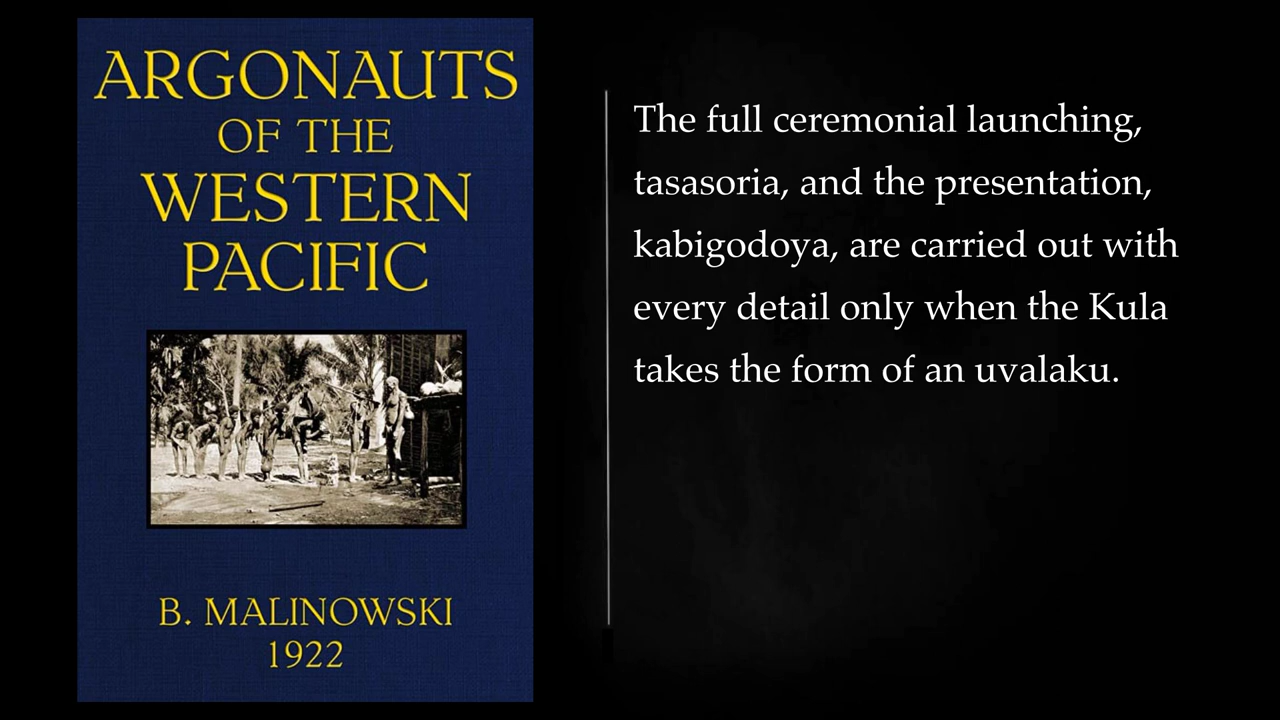 ARGONAUTS
OF THE
WESTERN
PACIFIC
B. MALINOWSKI
1922
The full ceremonial launching,
tasasoria, and the presentation,
kabigodoya, are carried out with
every detail only when the Kula
takes the form of an uvalaku.